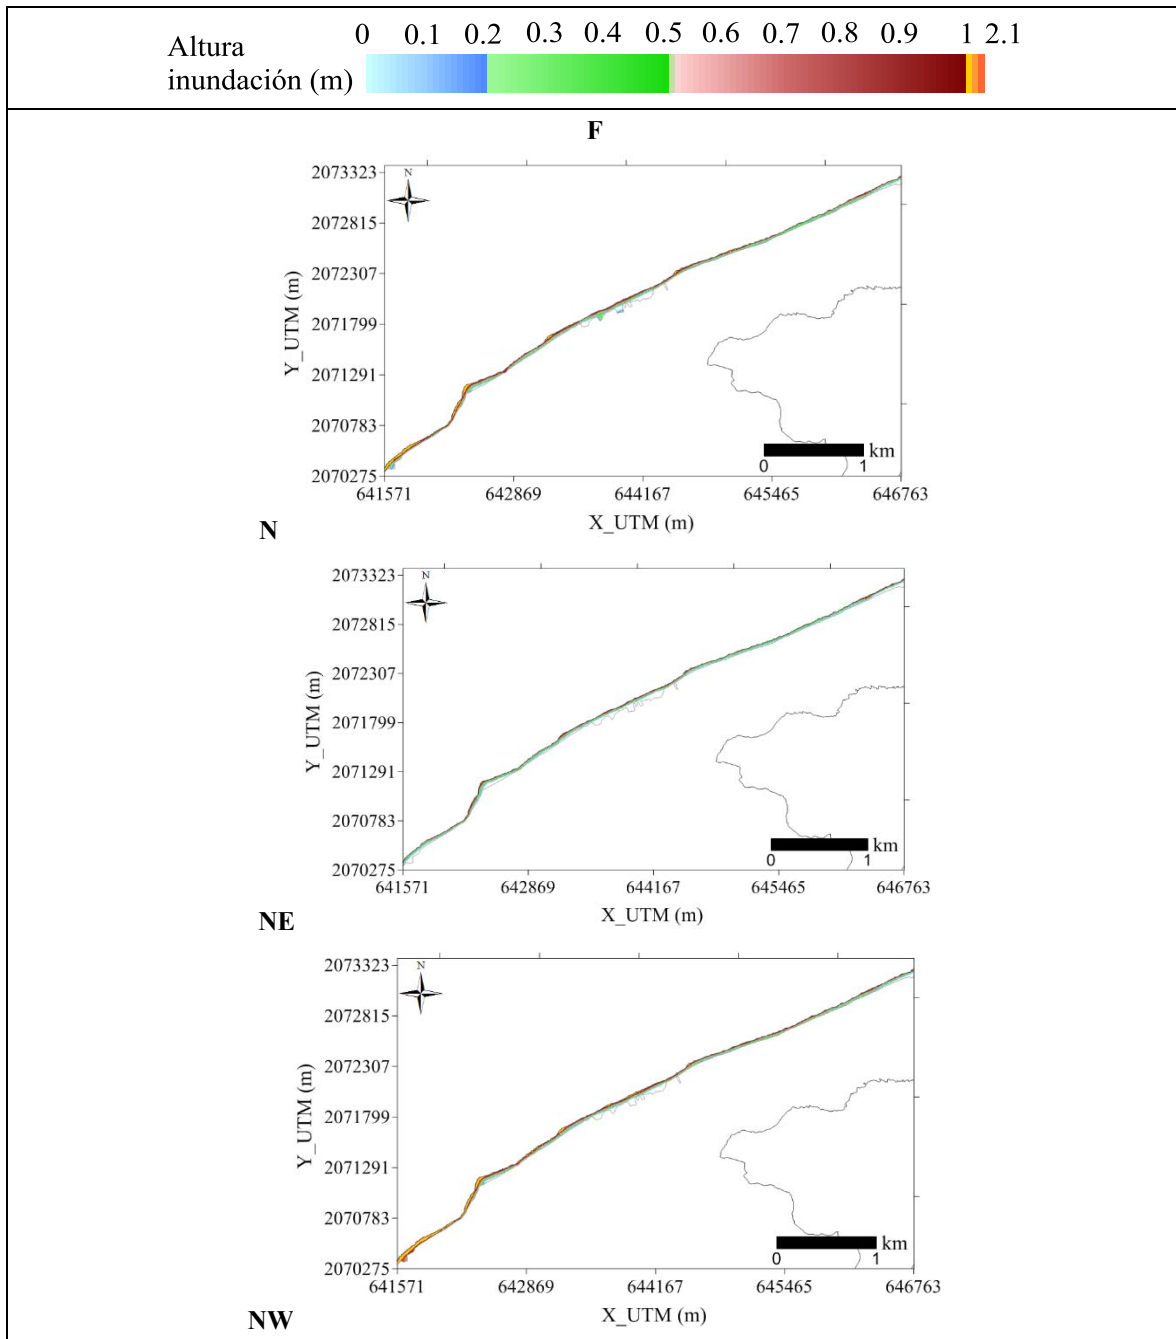 Altura
inundación (m)
0 0.1 0.2 0.3 0.4 0.5 0.6 0.7 0.8 0.9 1 2.1
F
N
2073323
2072815
2072307
2071799
2071291
2070783
2070275
Y_UTM (m)
km
0 1
641571 642869 644167 645465 646763
X_UTM (m)
N
N
2073323
2072815
2072307
2071799
2071291
2070783
2070275
Y_UTM (m)
km
0 1
641571 642869 644167 645465 646763
X_UTM (m)
NE
N
2073323
2072815
2072307
2071799
2071291
2070783
2070275
Y_UTM (m)
km
0 1
641571 642869 644167 645465 646763
X_UTM (m)
NW